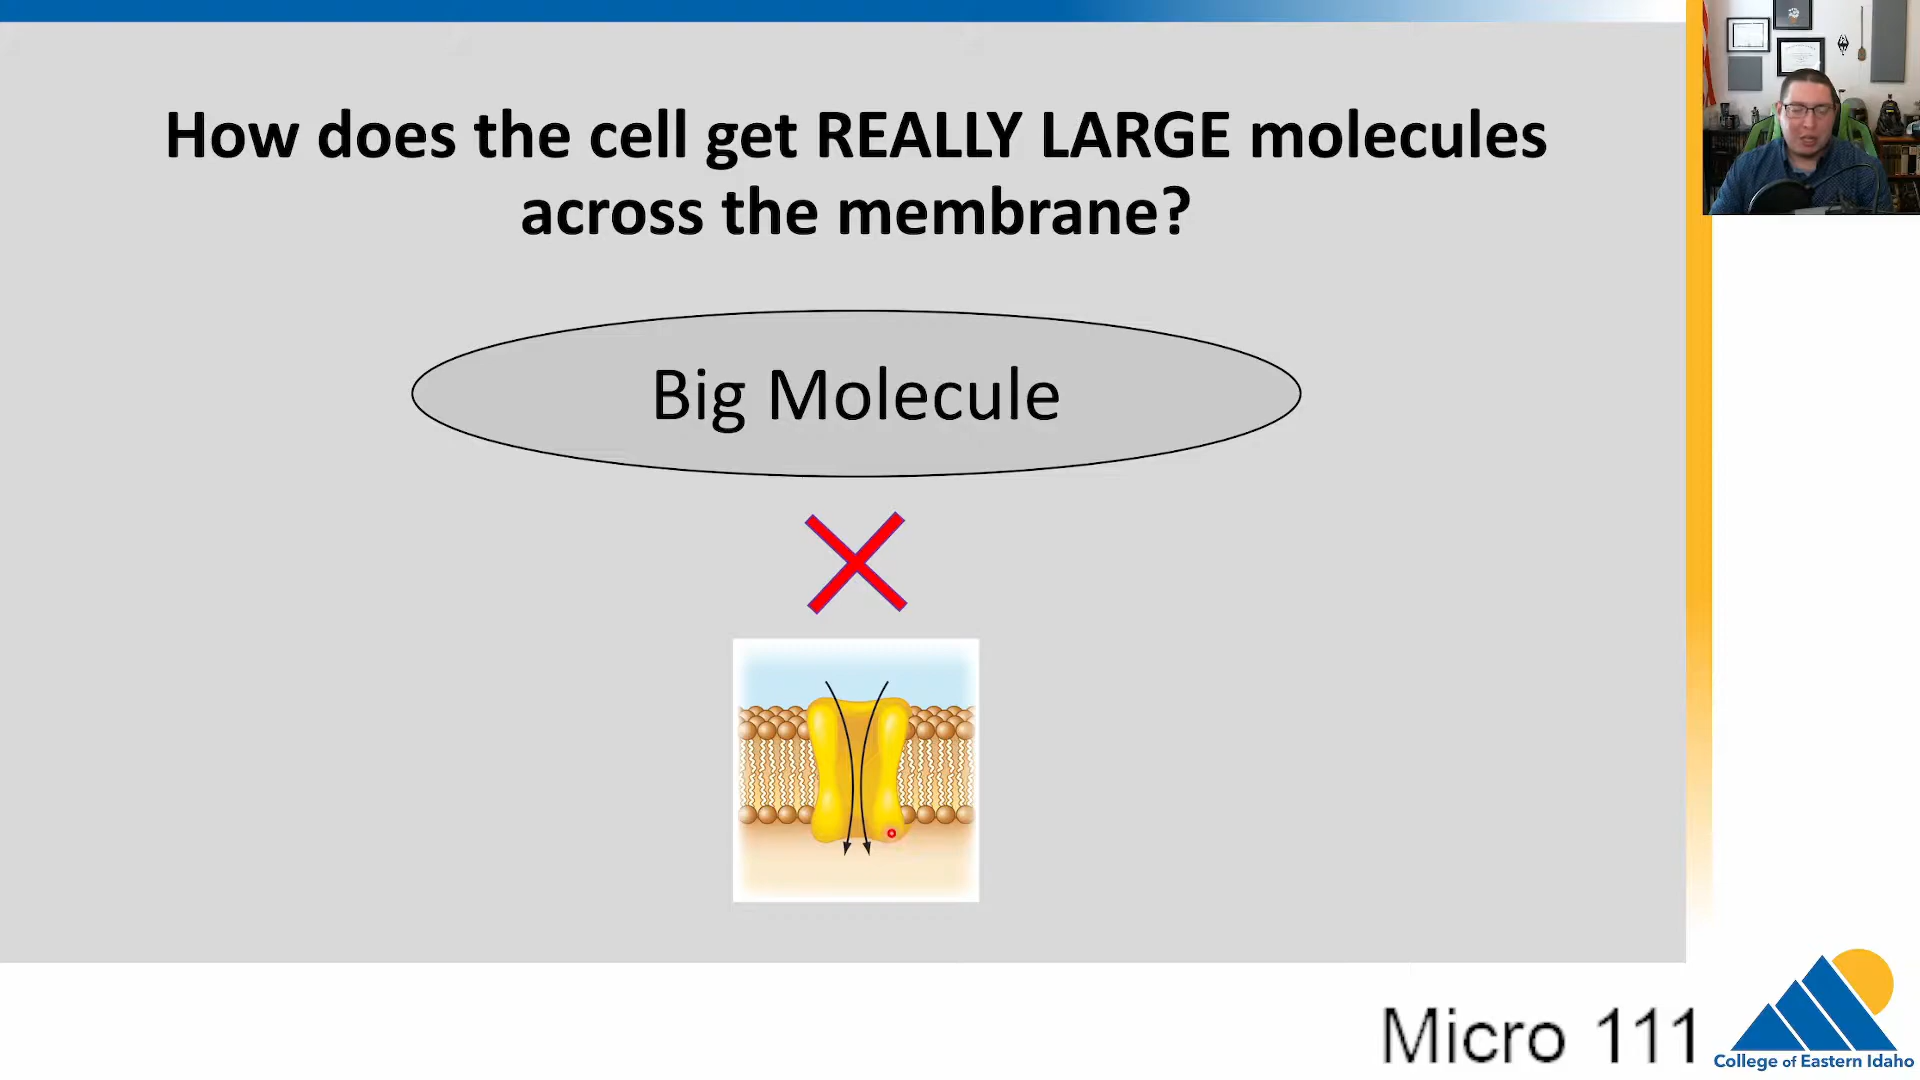 How does the cell get REALLY LARGE molecules
across the membrane?
Big Molecule
Micro 111
College of Eastern Idaho